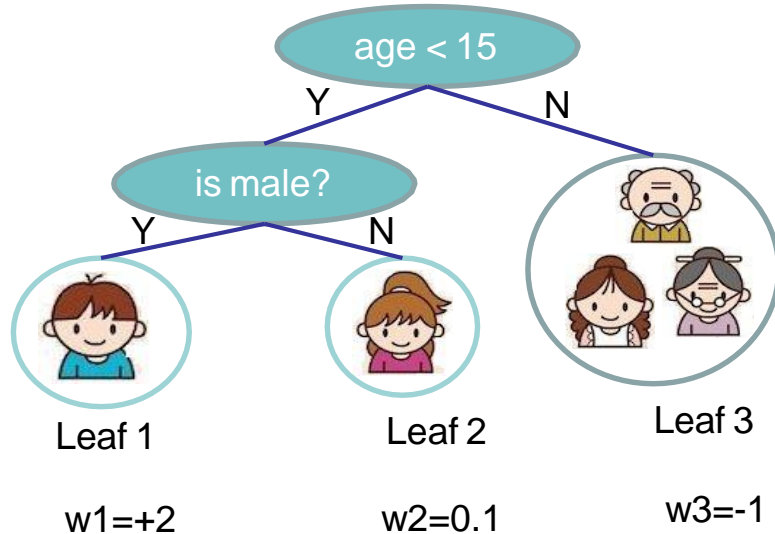 age < 15
Y
N
is male?
Y
N
Leaf 1
Leaf 2
Leaf 3
w1=+2
w2=0.1
w3=-1